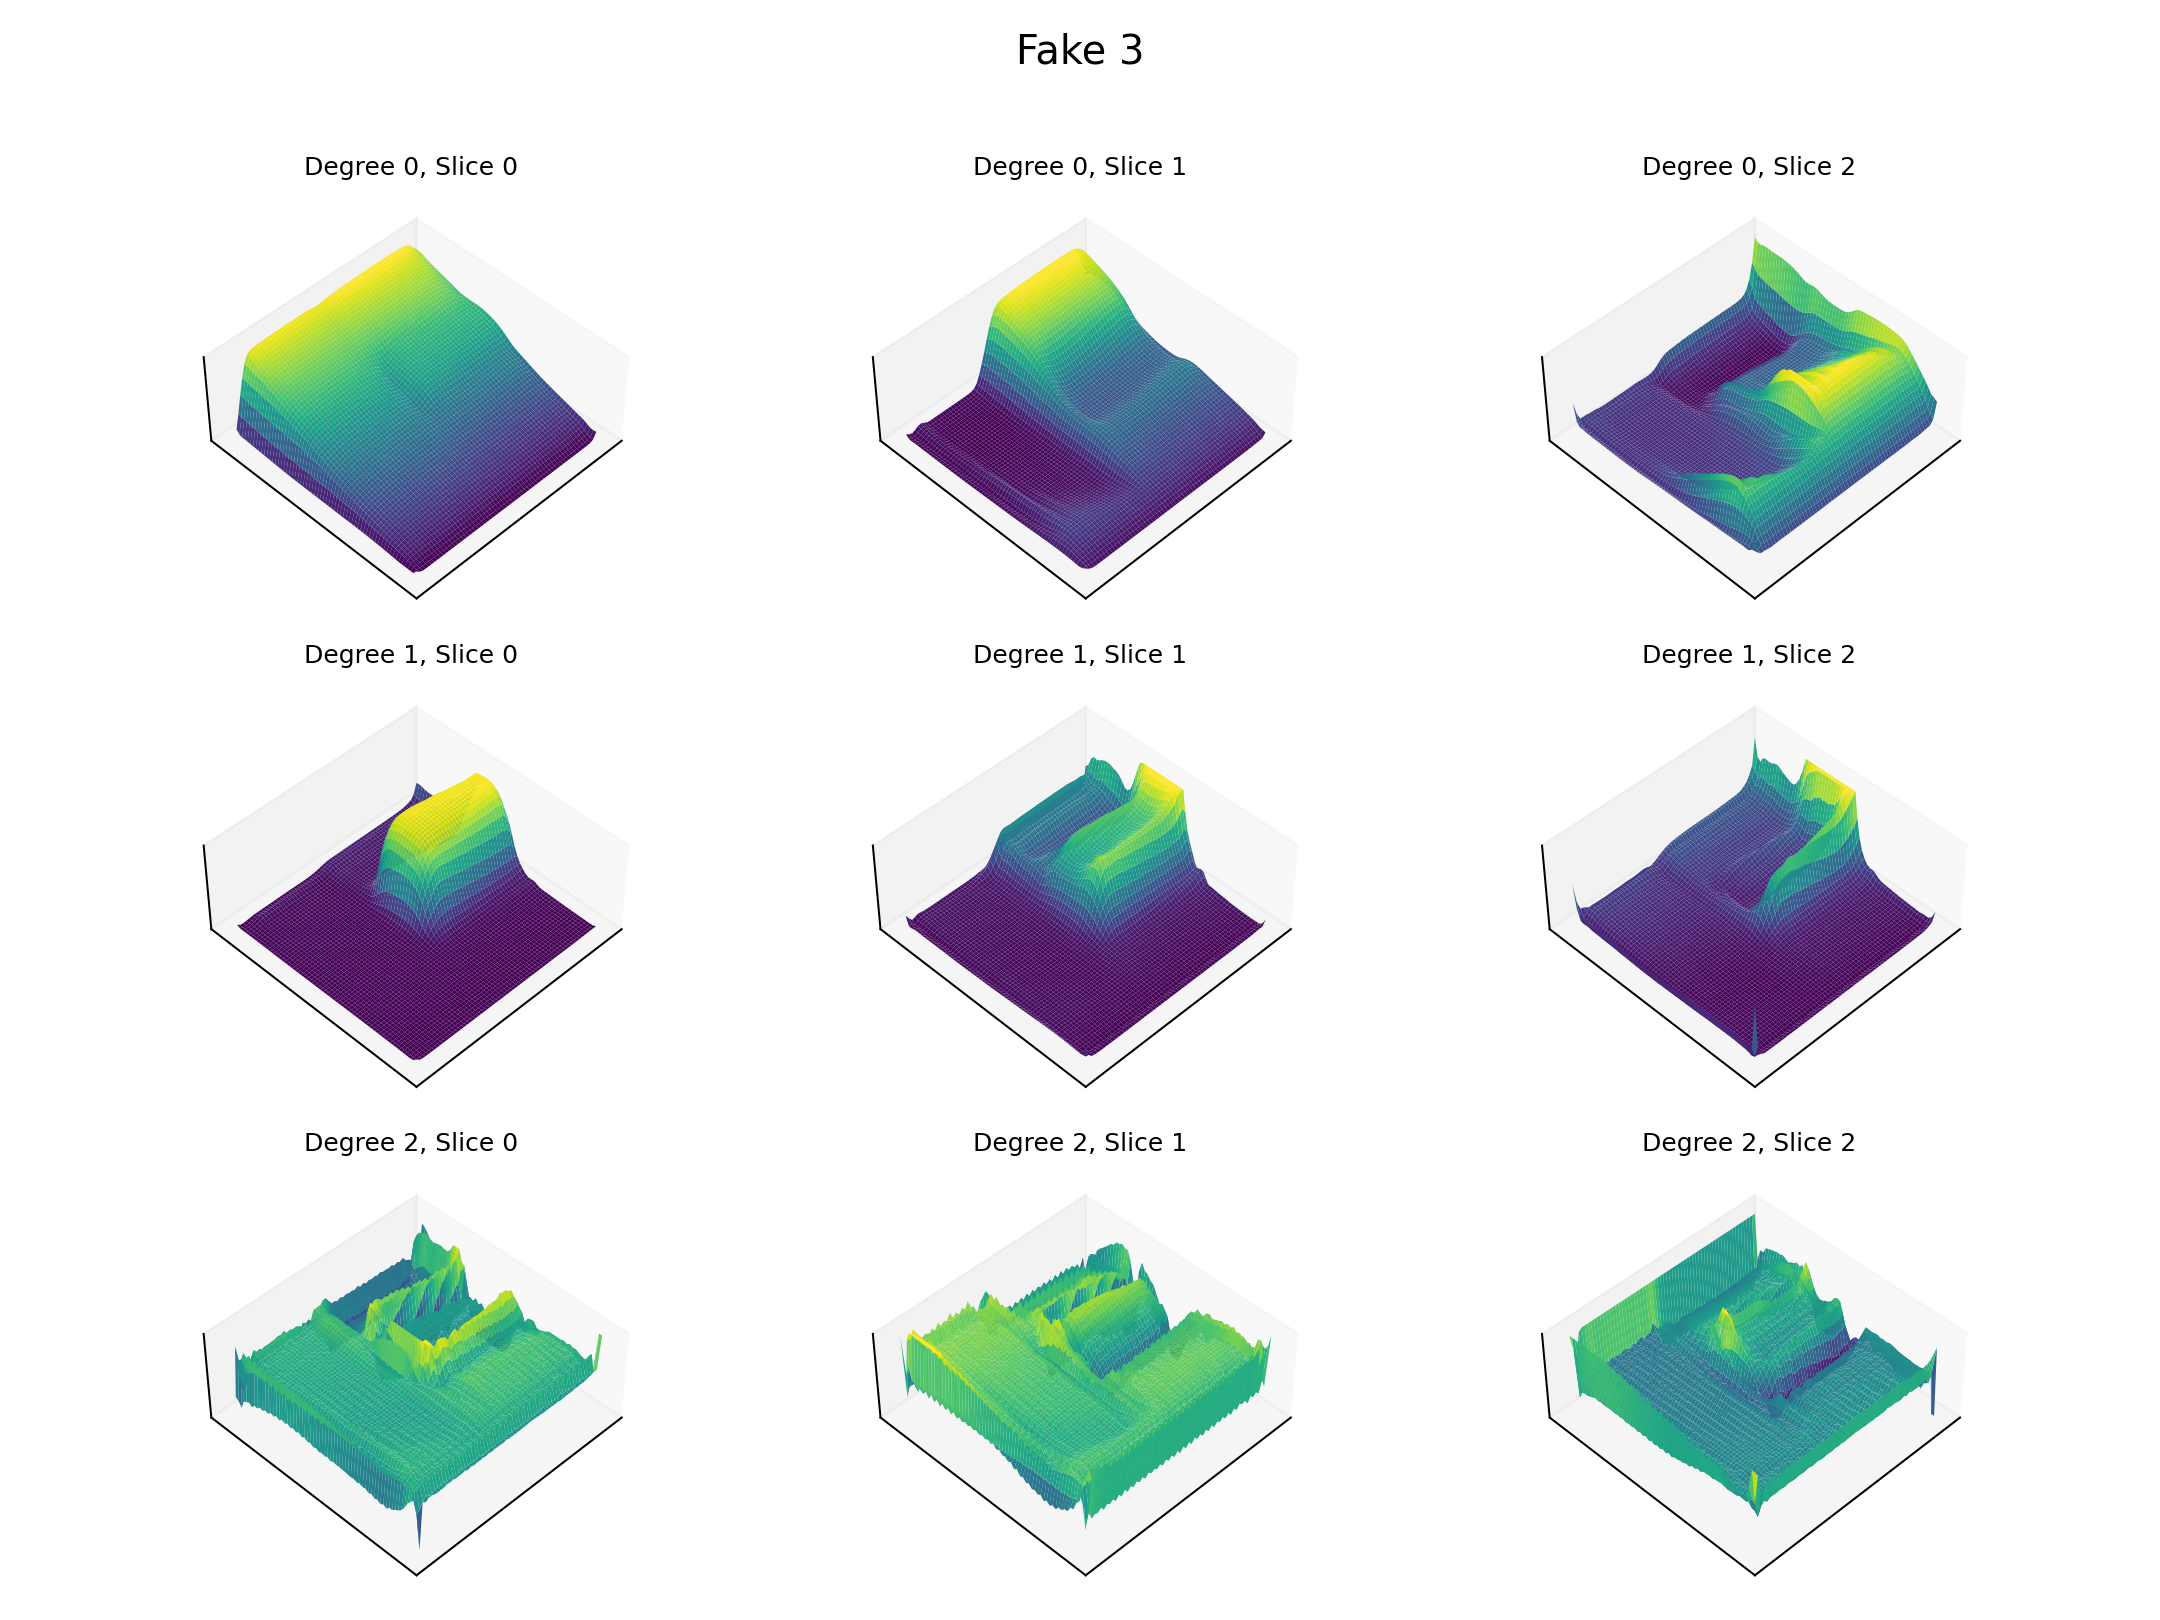 Fake 3
Degree 0, Slice 0
Degree 0, Slice 1
Degree 0, Slice 2
Degree 1, Slice 0
Degree 1, Slice 1
Degree 1, Slice 2
Degree 2, Slice 0
Degree 2, Slice 1
Degree 2, Slice 2